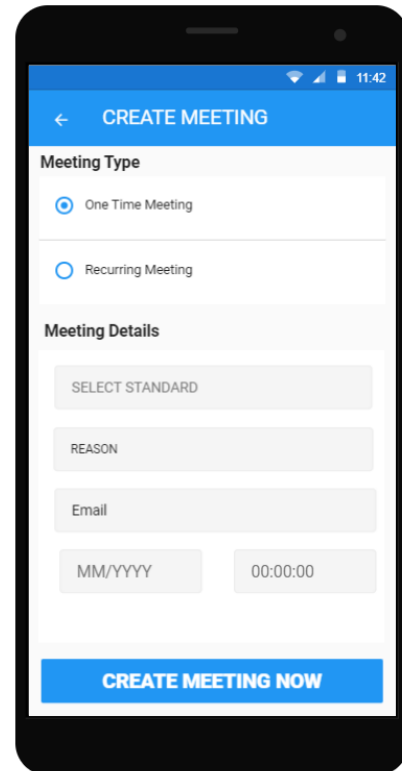 11:42
CREATE MEETING
Meeting Type
One Time Meeting
Recurring Meeting
Meeting Details
SELECT STANDARD
REASON
Email
MM/YYYY 00:00:00
CREATE MEETING NOW